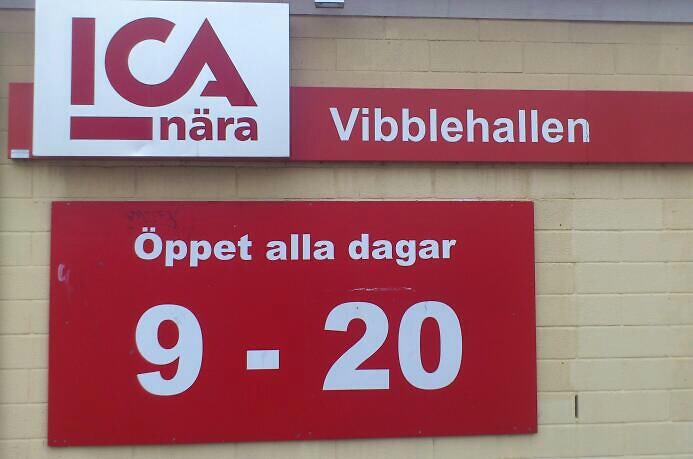 ICA
nära
Vibblehallen
Öppet alla dagar
9 - 20